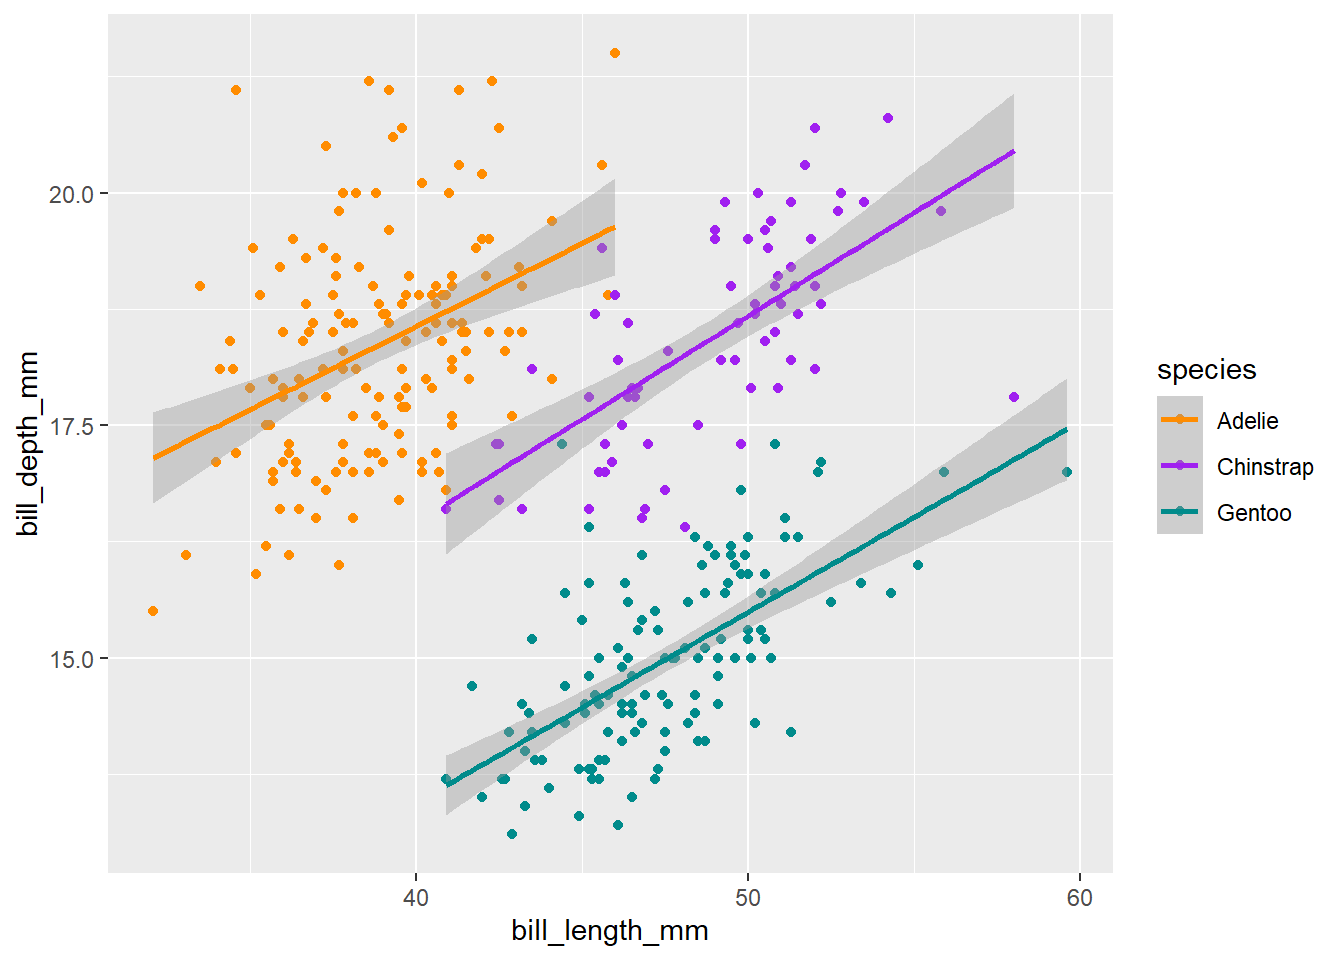 bill_depth_mm
20.0
17.5
15.0
40
50
60
bill_length_mm
species
Adelie
Chinstrap
Gentoo